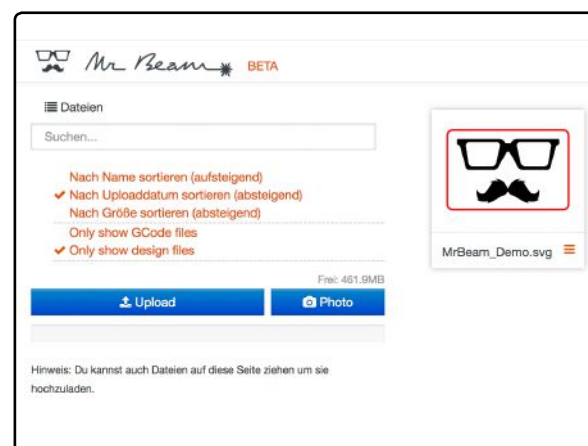 Mr Beam BETA
Dateien
Suchen...
Nach Name sortieren (aufsteigend)
Nach Uploaddatum sortieren (absteigend)
Nach Größe sortieren (absteigend)
Only show GCode files
Only show design files
Frei: 461.9MB
Upload
Photo
MrBeam_Demo.svg
Hinweis: Du kannst auch Dateien auf diese Seite ziehen um sie
hochzuladen.